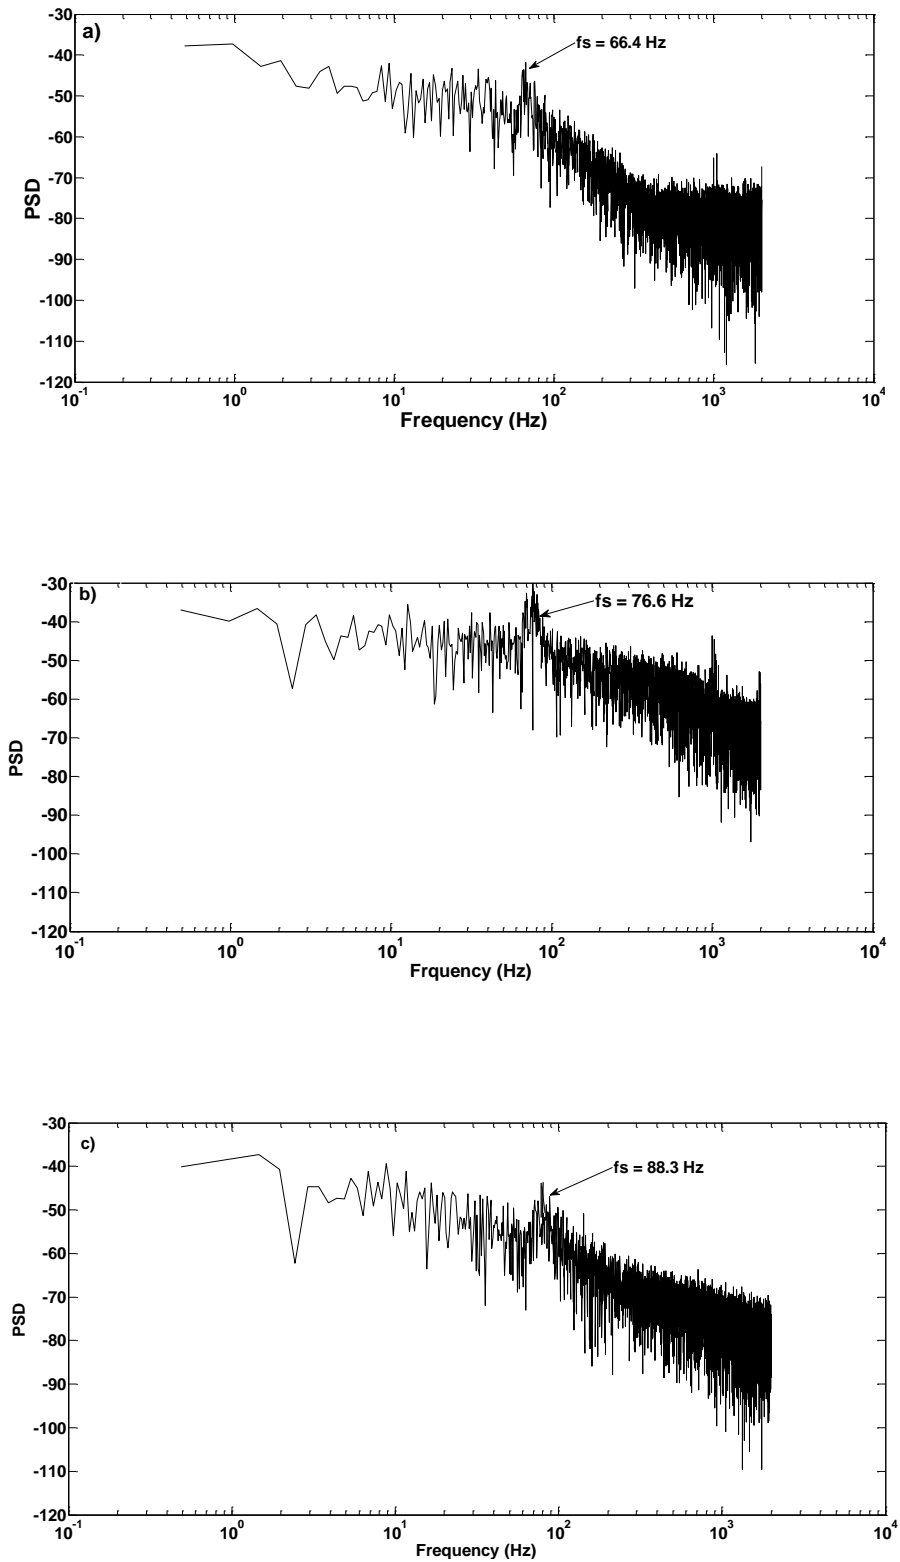 -30
a)
fs = 66.4 Hz
-40
-50
-60
-70
PSD
-80
-90
-100
-110
-120
10^-1 10^0 10^1 10^2 10^3 10^4
Frequency (Hz)
-30
b)
fs = 76.6 Hz
-40
-50
-60
-70
PSD
-80
-90
-100
-110
-120
10^-1 10^0 10^1 10^2 10^3 10^4
Frquency (Hz)
-30
c)
fs = 88.3 Hz
-40
-50
-60
-70
PSD
-80
-90
-100
-110
-120
10^-1 10^0 10^1 10^2 10^3 10^4
Frequency (Hz)